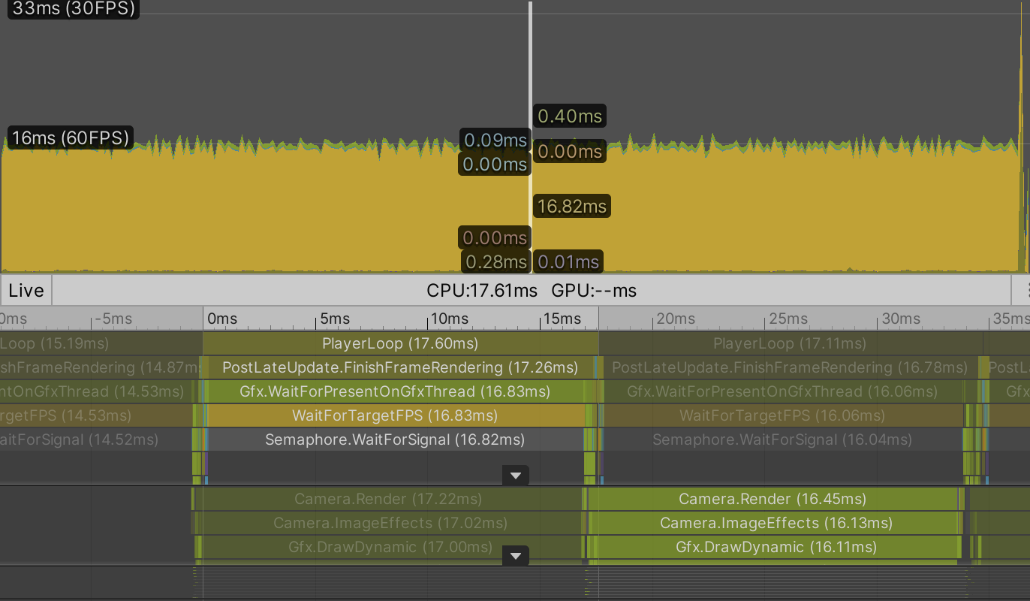 33ms (30FPS)
0.40ms
16ms (60FPS)
0.09ms
0.00ms
0.00ms
16.82ms
0.00ms
0.28ms 0.01ms
Live CPU:17.61ms GPU:--ms
0ms -5ms 0ms 5ms 10ms 15ms 20ms 25ms 30ms 35ms
Loop (15.19ms) PlayerLoop (17.60ms) PlayerLoop (17.11ms)
shFrameRendering (14.87m PostLateUpdate.FinishFrameRendering (17.26ms) PostLateUpdate.FinishFrameRendering (16.78ms) PostL
ntOnGfxThread (14.53ms) Gfx.WaitForPresentOnGfxThread (16.83ms) Gfx.WaitForPresentOnGfxThread (16.06ms) Gfx
rgetFPS (14.53ms) WaitForTargetFPS (16.83ms) WaitForTargetFPS (16.06ms)
aitForSignal (14.52ms) Semaphore.WaitForSignal (16.82ms) Semaphore.WaitForSignal (16.04ms)
Camera.Render (17.22ms) Camera.Render (16.45ms)
Camera.ImageEffects (17.02ms) Camera.ImageEffects (16.13ms)
Gfx.DrawDynamic (17.00ms) Gfx.DrawDynamic (16.11ms)